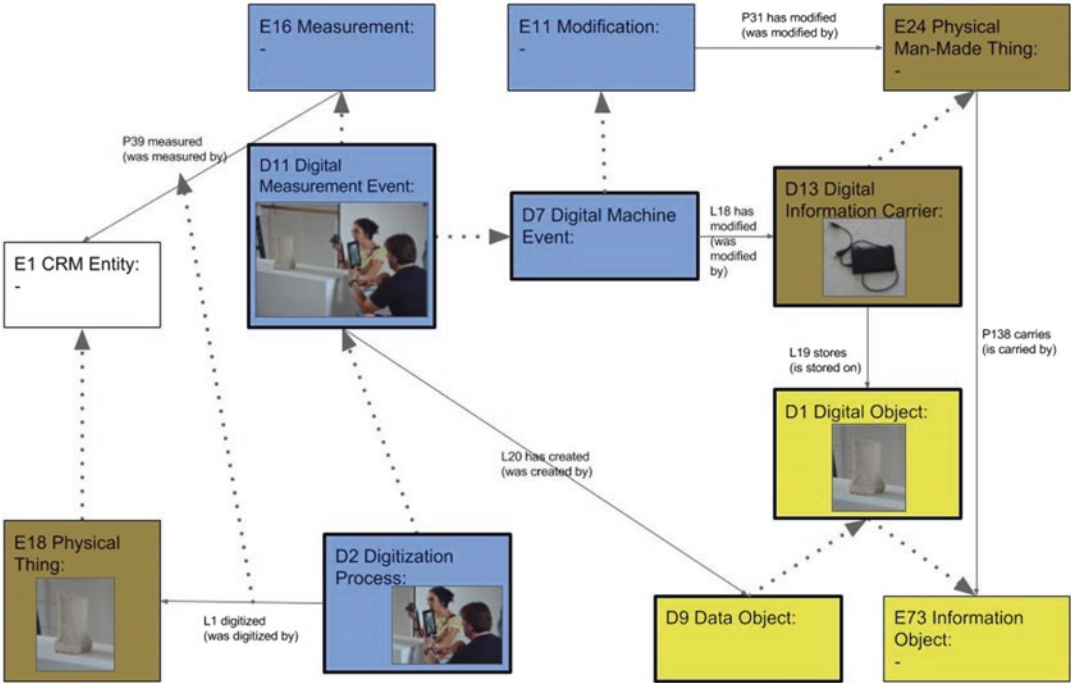 E16 Measurement:
-
E11 Modification:
-
P31 has modified
(was modified by)
E24 Physical
Man-Made Thing:
-
P39 measured
(was measured by)
D11 Digital
Measurement Event:
D7 Digital Machine
Event:
L18 has
modified
(was
modified
by)
D13 Digital
Information Carrier:
E1 CRM Entity:
-
L19 stores
(is stored on)
P138 carries
(is carried by)
D1 Digital Object:
L20 has created
(was created by)
E18 Physical
Thing:
L1 digitized
(was digitized by)
D2 Digitization
Process:
D9 Data Object:
E73 Information
Object:
-